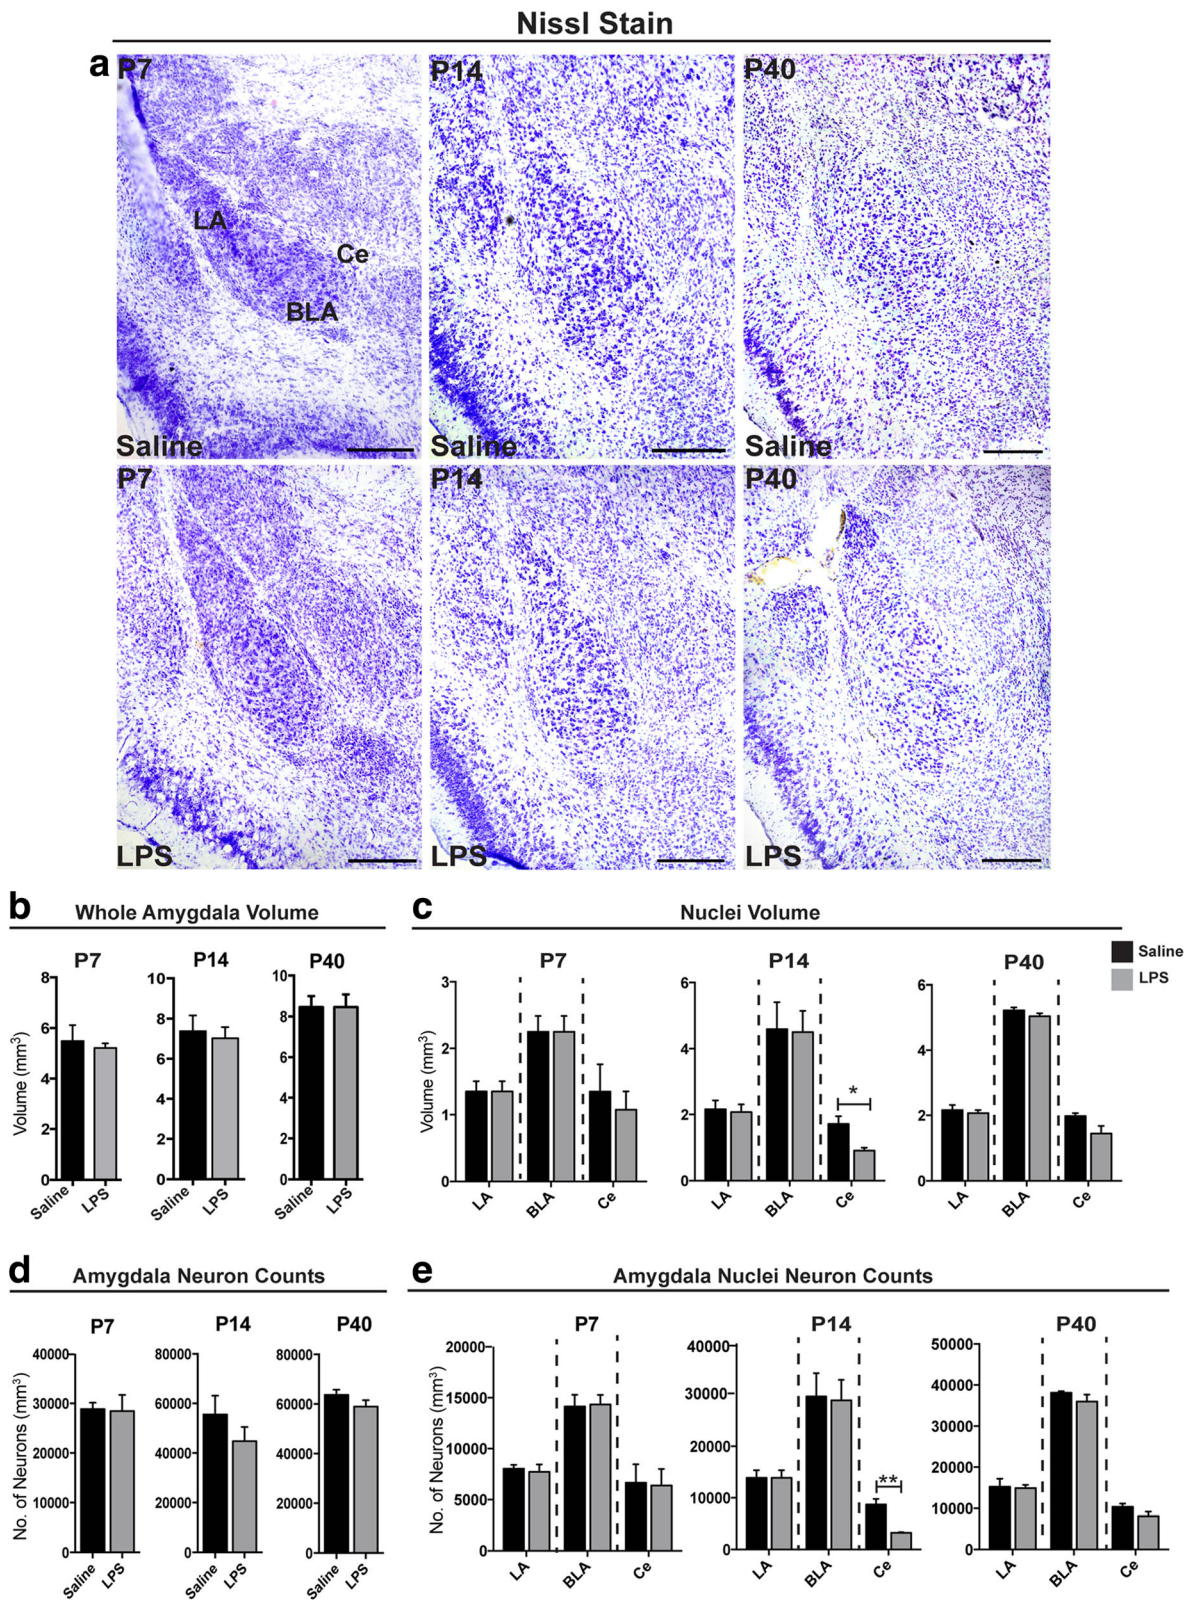 Nissl Stain
a
P7
P14
P40
LA
Ce
BLA
Saline
Saline
Saline
P7
P14
P40
LPS
LPS
LPS
b
Whole Amygdala Volume
P7
P14
P40
Volume (mm³)
8
6
4
2
0
10
8
6
4
2
0
10
8
6
4
2
0
Saline
LPS
Saline
LPS
Saline
LPS
c
Nuclei Volume
Saline
LPS
P7
P14
P40
Volume (mm³)
3
2
1
0
6
4
2
0
6
4
2
0
*
LA
BLA
Ce
LA
BLA
Ce
LA
BLA
Ce
d
Amygdala Neuron Counts
P7
P14
P40
No. of Neurons (mm³)
40000
30000
20000
10000
0
80000
60000
40000
20000
0
80000
60000
40000
20000
0
Saline
LPS
Saline
LPS
Saline
LPS
e
Amygdala Nuclei Neuron Counts
P7
P14
P40
No. of Neurons (mm³)
20000
15000
10000
5000
0
40000
30000
20000
10000
0
50000
40000
30000
20000
10000
0
**
LA
BLA
Ce
LA
BLA
Ce
LA
BLA
Ce